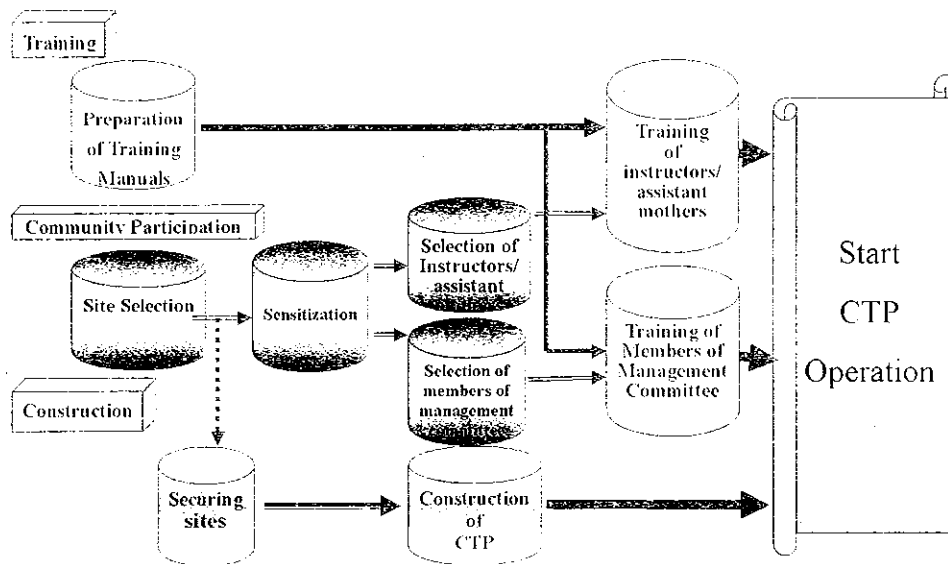 Training
Preparation
of Training
Manuals
Training
of
instructors/
assistant
mothers
Community Participation
Site Selection
Sensitization
Selection of
Instructors/
assistant
Selection of
members of
management
committee
Training of
Members of
Management
Committee
Construction
Securing
sites
Construction
of
CTP
Start
CTP
Operation